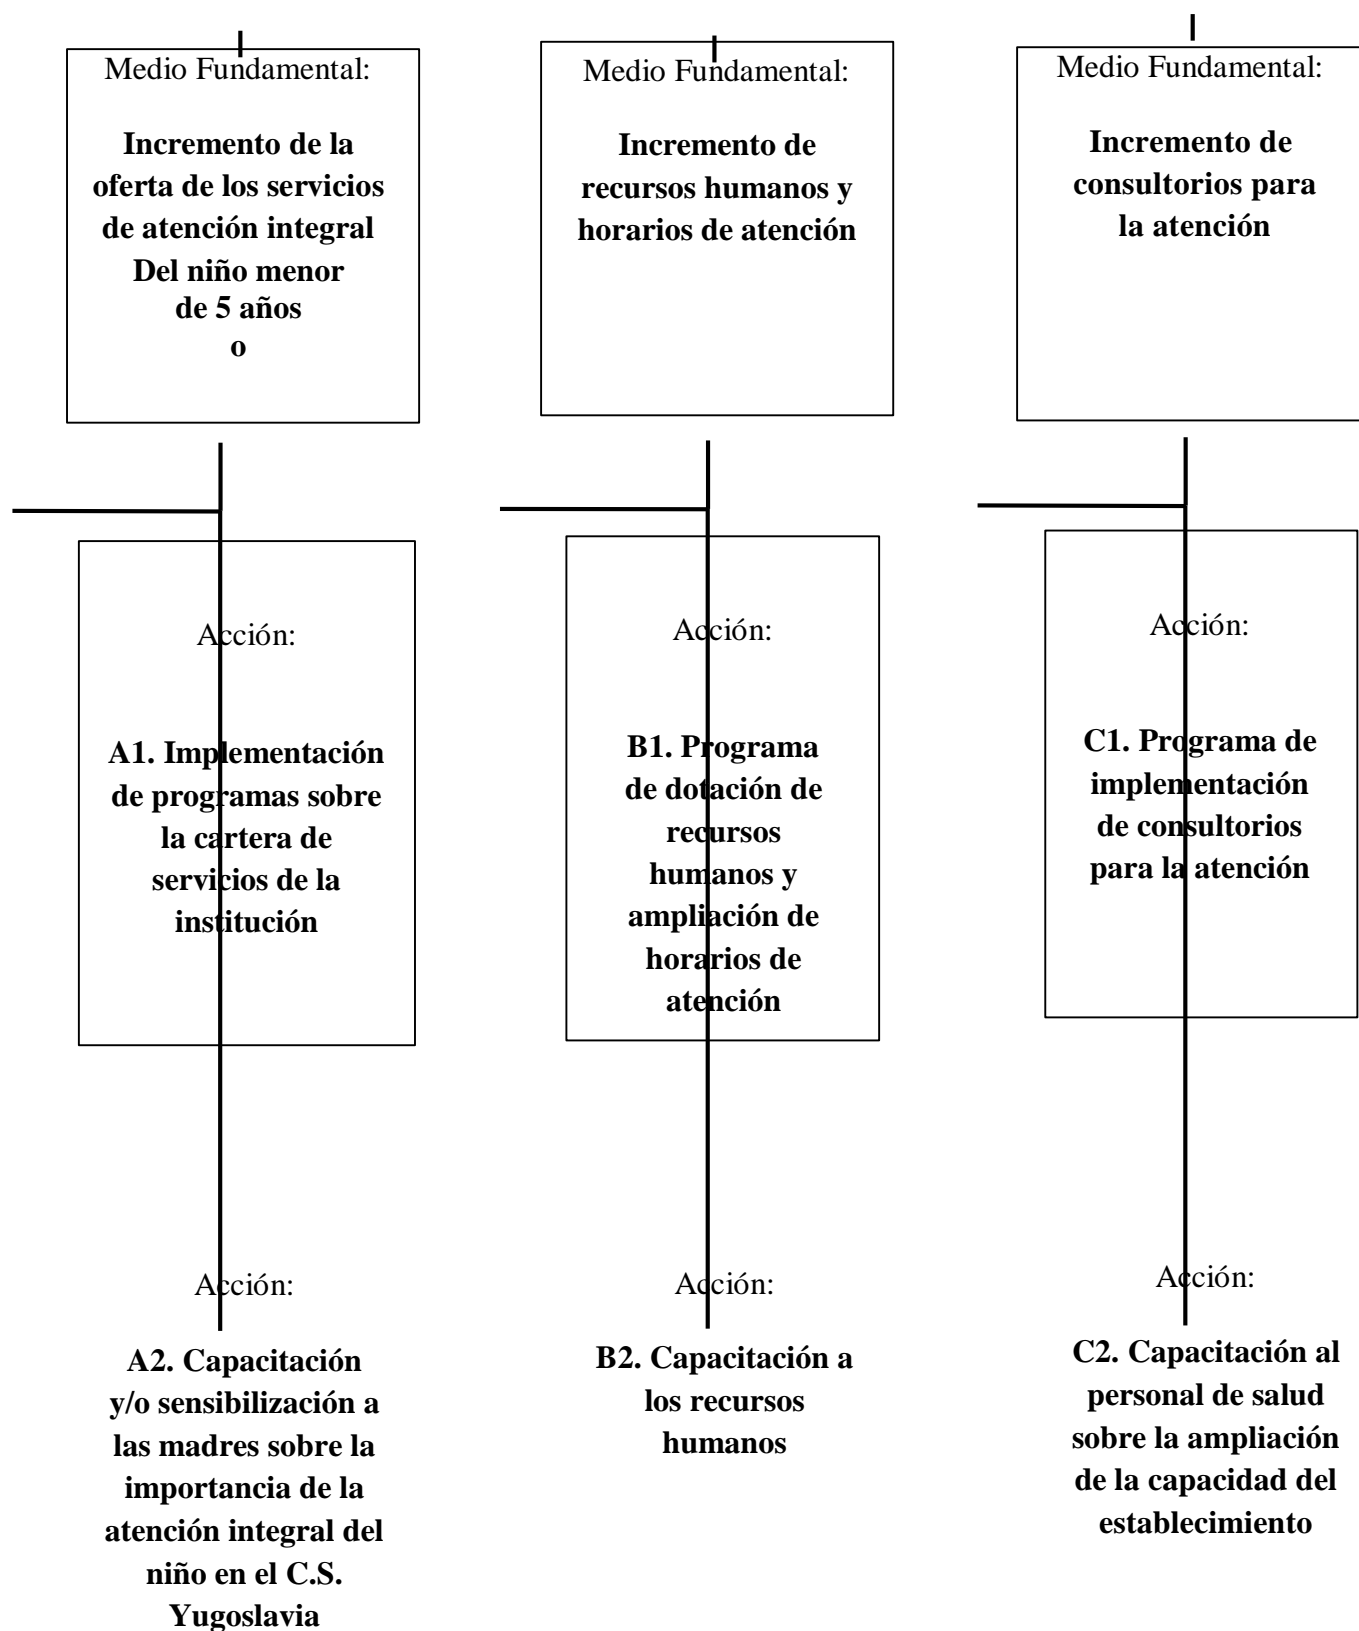 Medio Fundamental:
Incremento de la
oferta de los servicios
de atención integral
Del niño menor
de 5 años
o
Medio Fundamental:
Incremento de
recursos humanos y
horarios de atención
Medio Fundamental:
Incremento de
consultorios para
la atención
Acción:
A1. Implementación
de programas sobre
la cartera de
servicios de la
institución
Acción:
B1. Programa
de dotación de
recursos
humanos y
ampliación de
horarios de
atención
Acción:
C1. Programa de
implementación
de consultorios
para la atención
Acción:
A2. Capacitación
y/o sensibilización a
las madres sobre la
importancia de la
atención integral del
niño en el C.S.
Yugoslavia
Acción:
B2. Capacitación a
los recursos
humanos
Acción:
C2. Capacitación al
personal de salud
sobre la ampliación
de la capacidad del
establecimiento